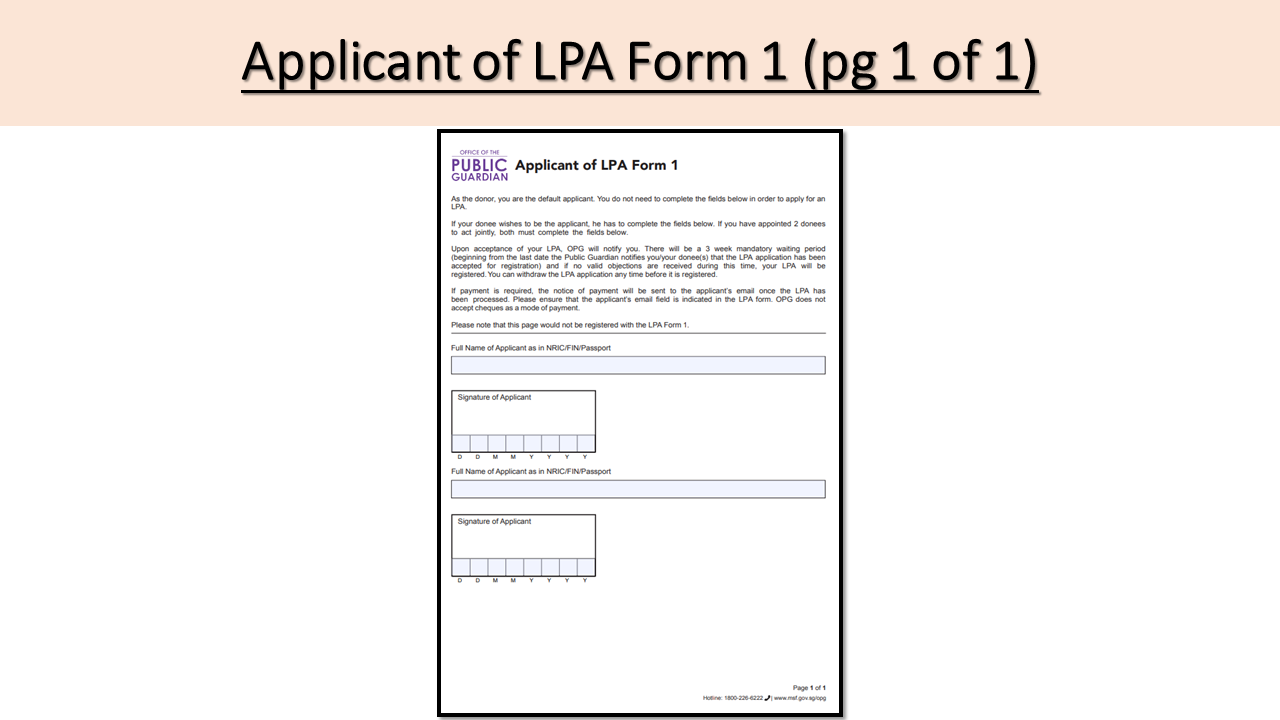 Applicant of LPA Form 1 (pg 1 of 1)
OFFICE OF THE
PUBLIC
GUARDIAN
Applicant of LPA Form 1
As the donor, you are the default applicant. You do not need to complete the fields below in order to apply for an
LPA.
If your donee wishes to be the applicant, he has to complete the fields below. If you have appointed 2 donees
to act jointly, both must complete the fields below.
Upon acceptance of your LPA, OPG will notify you. There will be a 3 week mandatory waiting period
(beginning from the last date the Public Guardian notifies you/your donee(s) that the LPA application has been
accepted for registration) and if no valid objections are received during this time, your LPA will be
registered. You can withdraw the LPA application any time before it is registered.
If payment is required, the notice of payment will be sent to the applicant's email once the LPA has
been processed. Please ensure that the applicant's email field is indicated in the LPA form. OPG does not
accept cheques as a mode of payment.
Please note that this page would not be registered with the LPA Form 1.
Full Name of Applicant as in NRIC/FIN/Passport
Signature of Applicant
D D M M Y Y Y Y
Full Name of Applicant as in NRIC/FIN/Passport
Signature of Applicant
D D M M Y Y Y Y
Page 1 of 1
Hotline: 1800-226-6222 | www.msf.gov.sg/opg